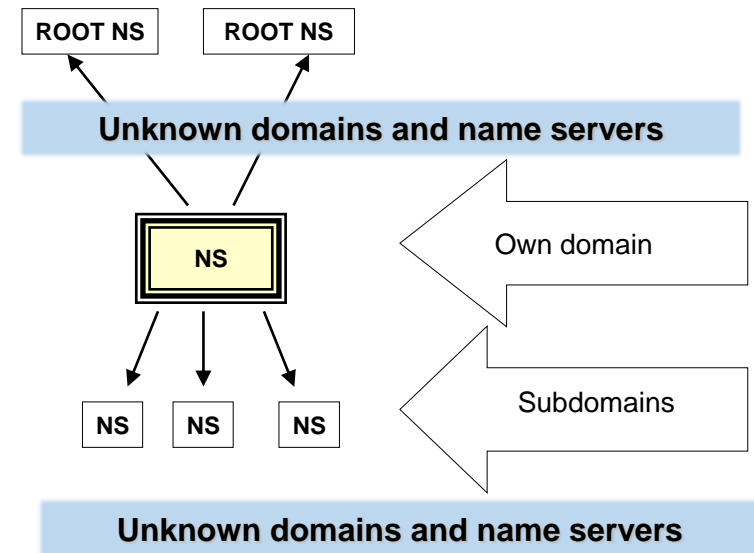 ROOT NS
ROOT NS
Unknown domains and name servers
NS
Own domain
NS
NS
NS
Subdomains
Unknown domains and name servers